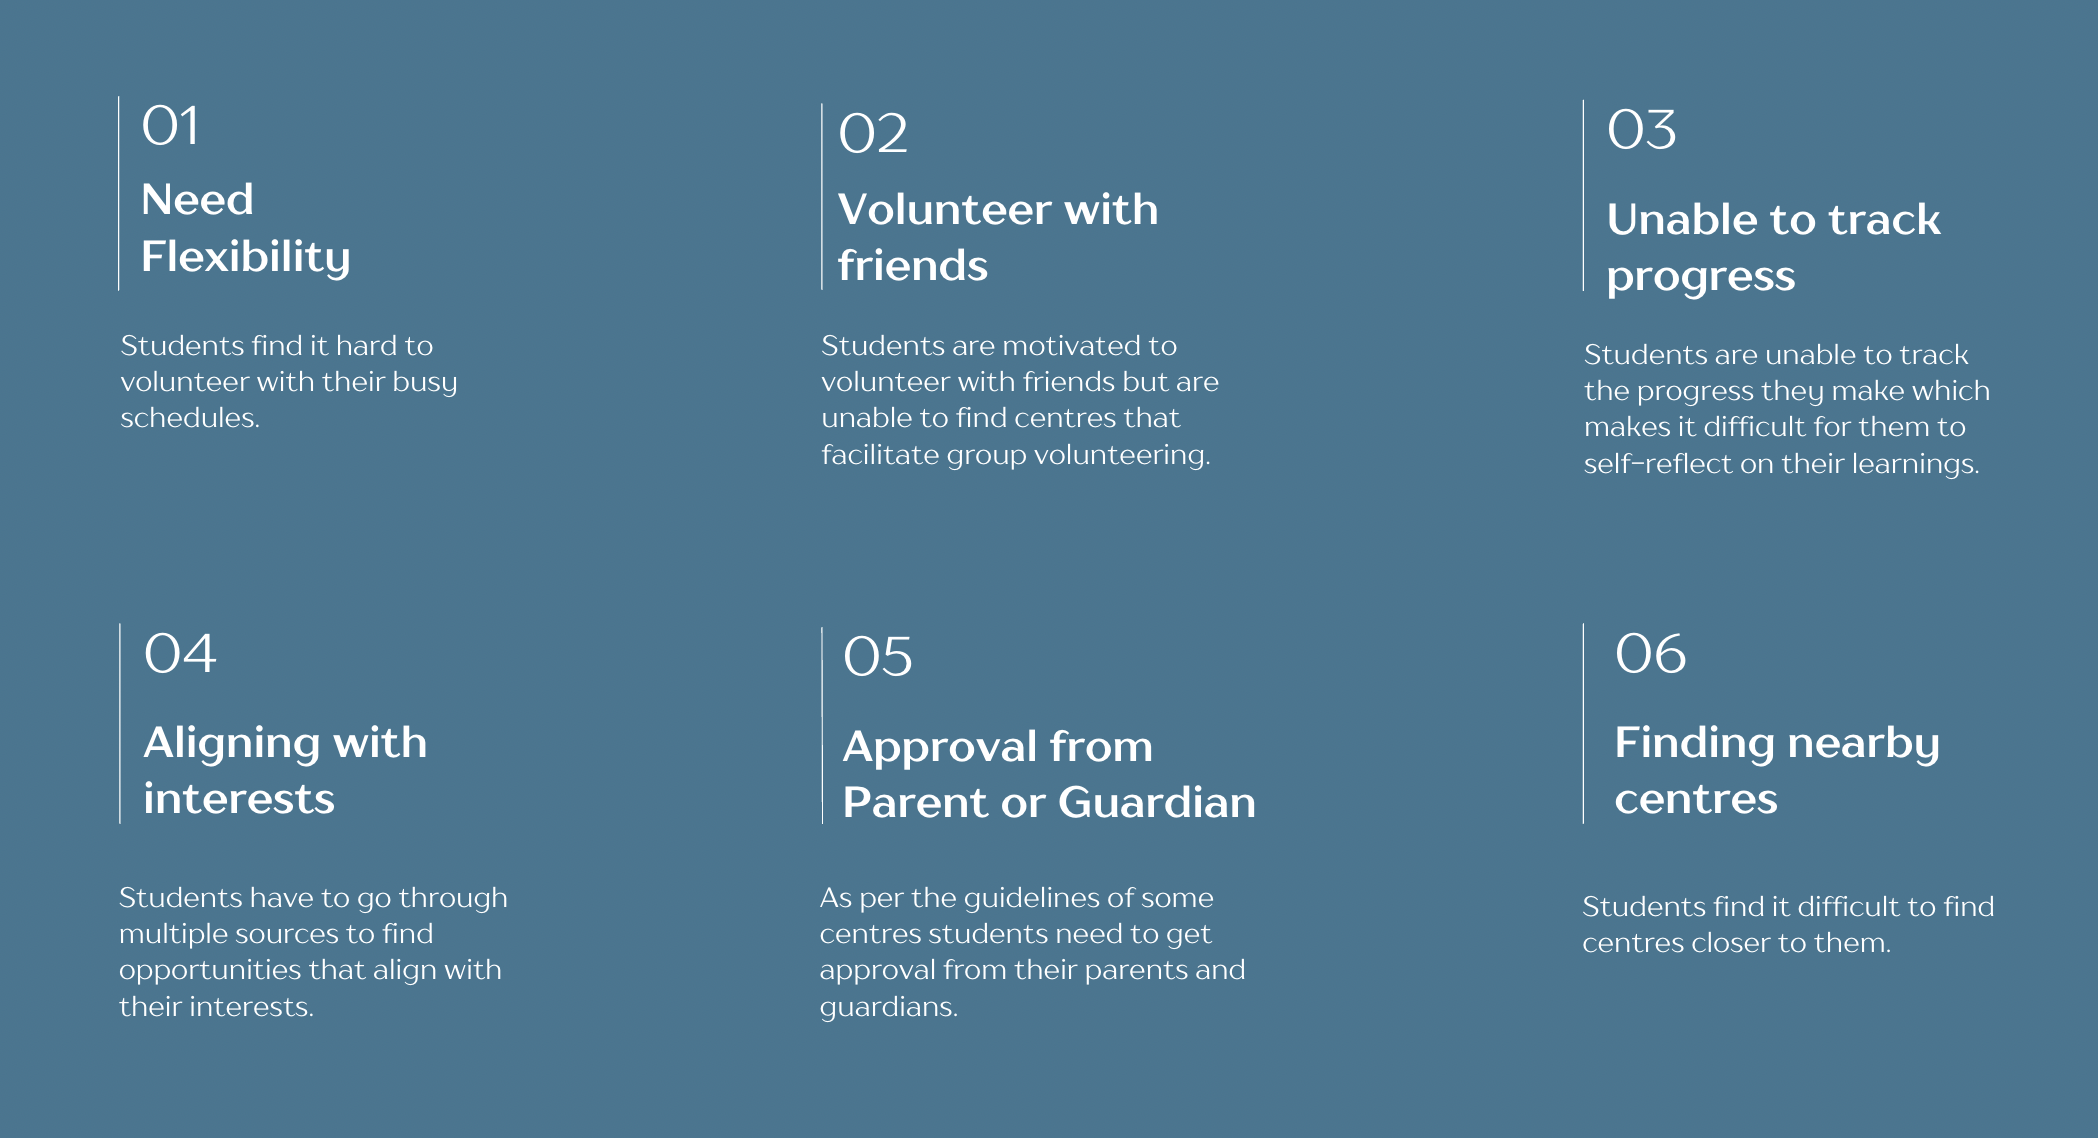 01
Need
Flexibility
Students find it hard to
volunteer with their busy
schedules.
02
Volunteer with
friends
Students are motivated to
volunteer with friends but are
unable to find centres that
facilitate group volunteering.
03
Unable to track
progress
Students are unable to track
the progress they make which
makes it difficult for them to
self-reflect on their learnings.
04
Aligning with
interests
Students have to go through
multiple sources to find
opportunities that align with
their interests.
05
Approval from
Parent or Guardian
As per the guidelines of some
centres students need to get
approval from their parents and
guardians.
06
Finding nearby
centres
Students find it difficult to find
centres closer to them.